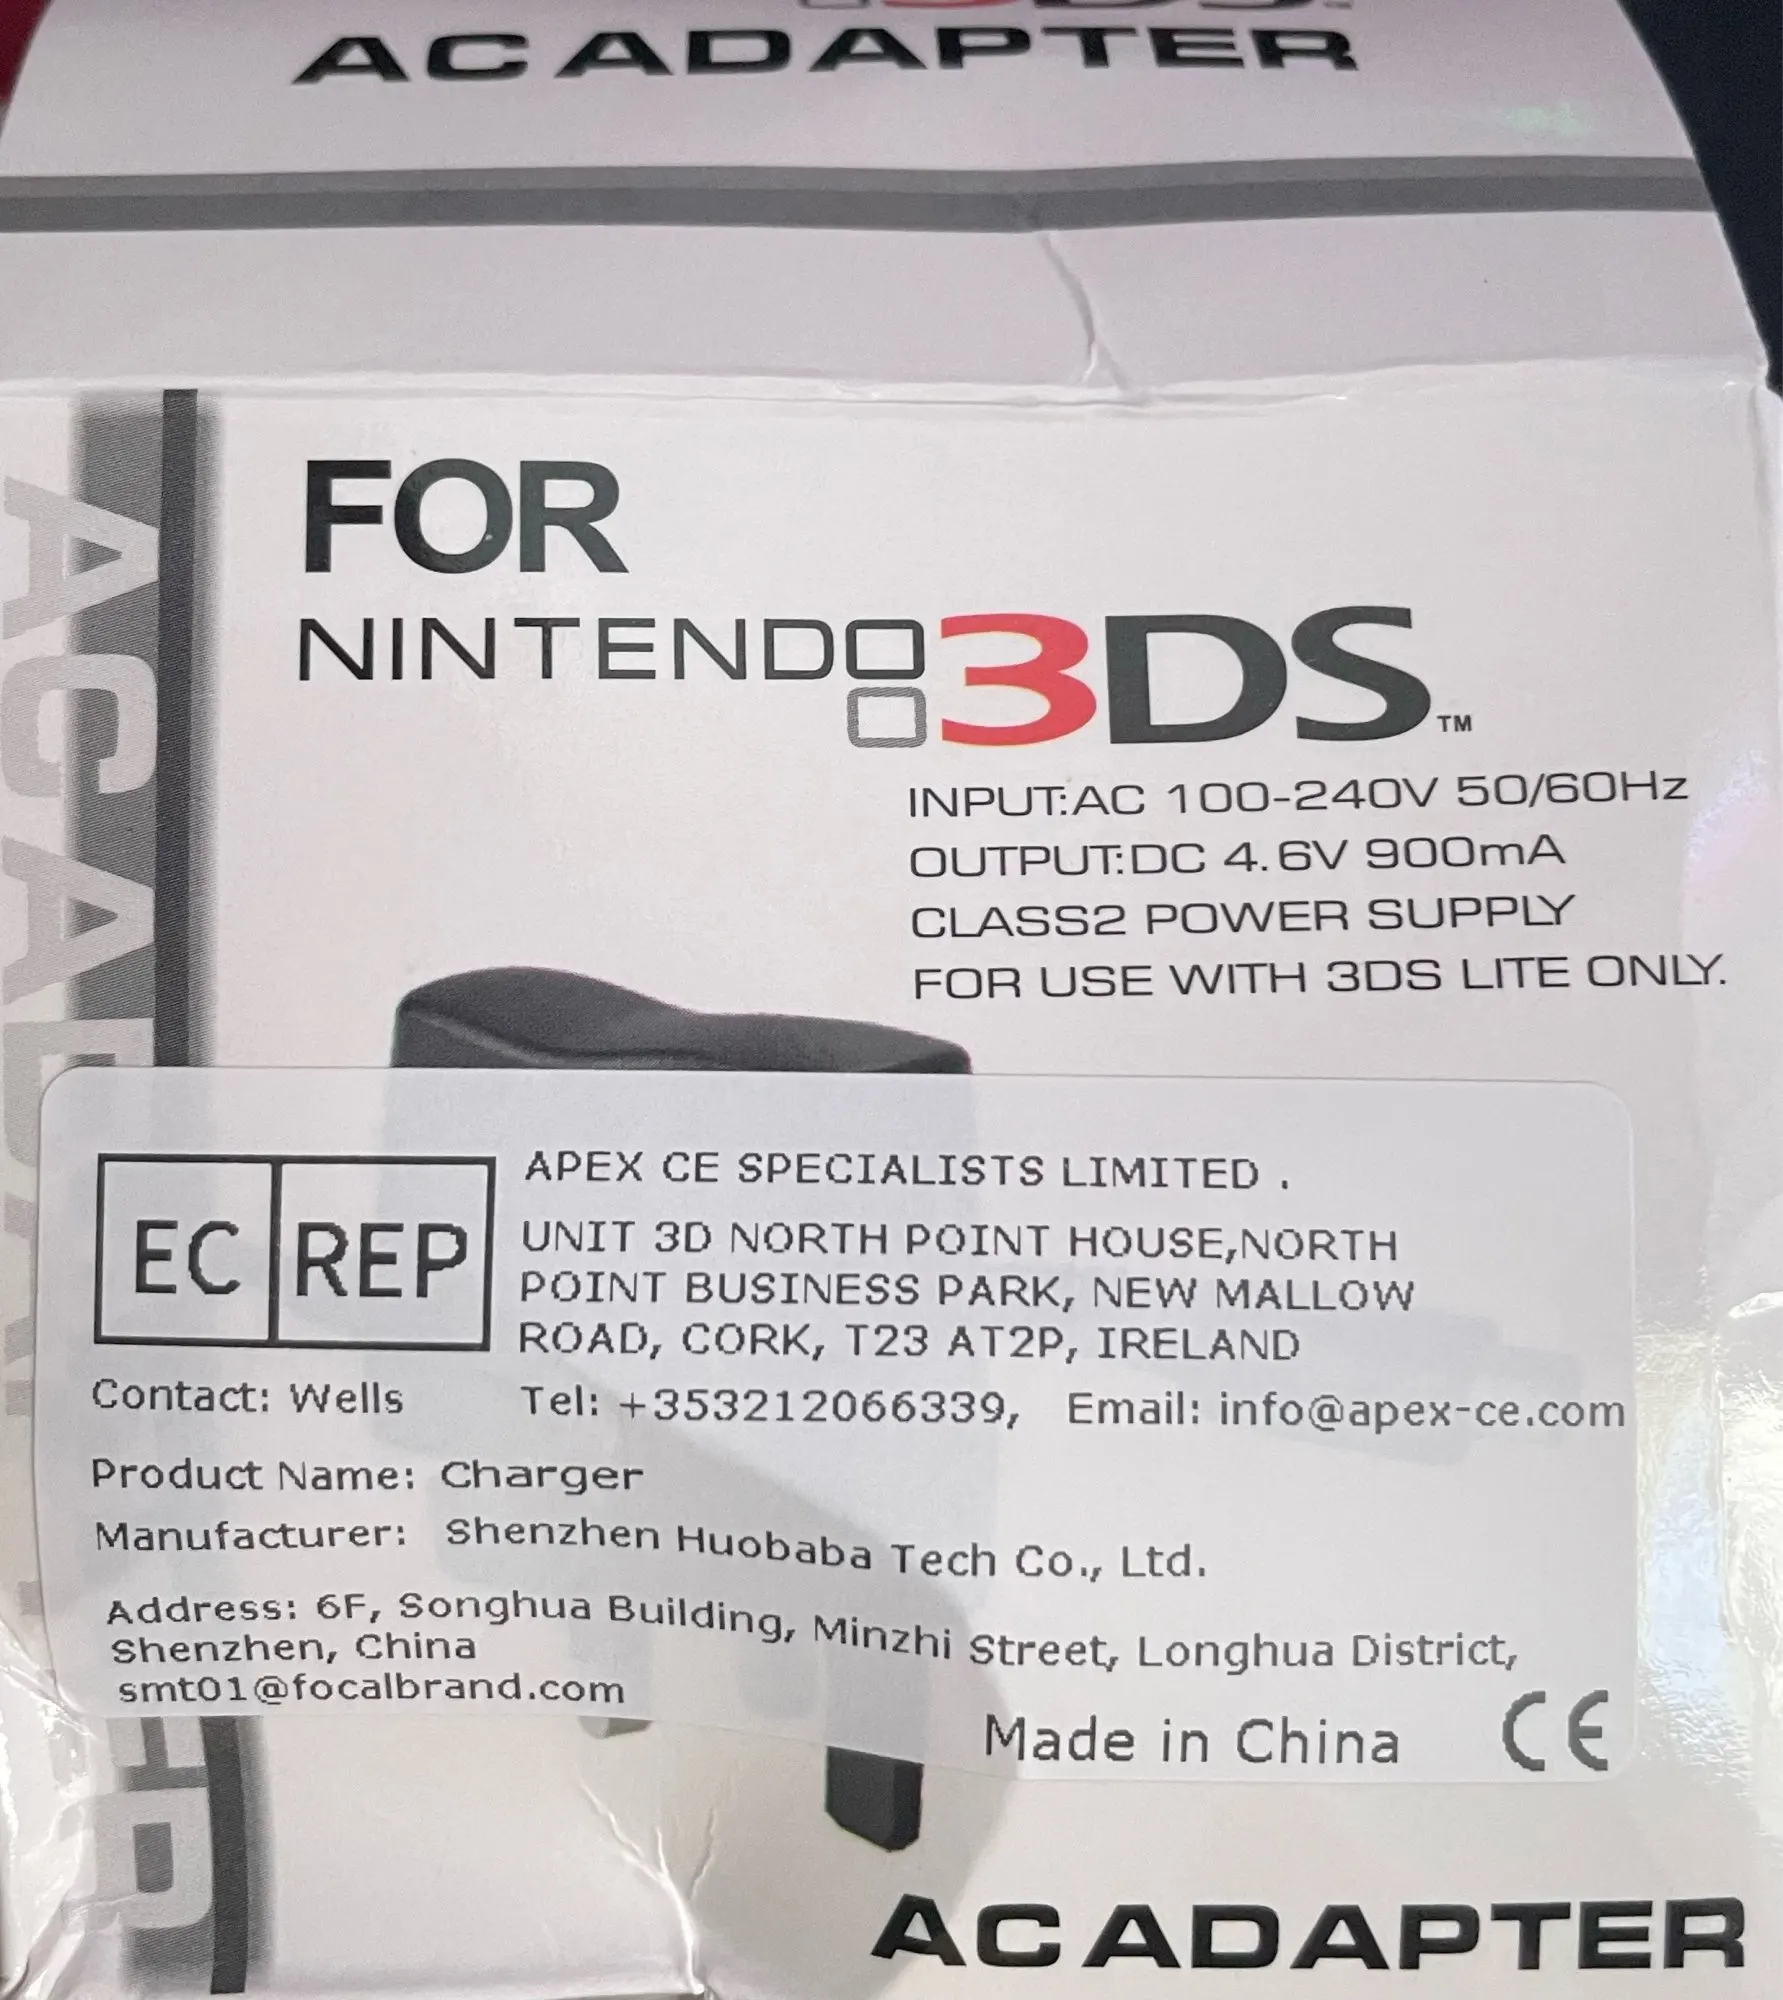 3DS
AC ADAPTER
FOR
NINTENDO 3DS ™
INPUT:AC 100-240V 50/60Hz
OUTPUT:DC 4.6V 900mA
CLASS2 POWER SUPPLY
FOR USE WITH 3DS LITE ONLY.
EC REP
APEX CE SPECIALISTS LIMITED .
UNIT 3D NORTH POINT HOUSE,NORTH
POINT BUSINESS PARK, NEW MALLOW
ROAD, CORK, T23 AT2P, IRELAND
Contact: Wells Tel: +353212066339, Email: info@apex-ce.com
Product Name: Charger
Manufacturer: Shenzhen Huobaba Tech Co., Ltd.
Address: 6F, Songhua Building, Minzhi Street, Longhua District,
Shenzhen, China
smt01@focalbrand.com
Made in China CE
AC ADAPTER